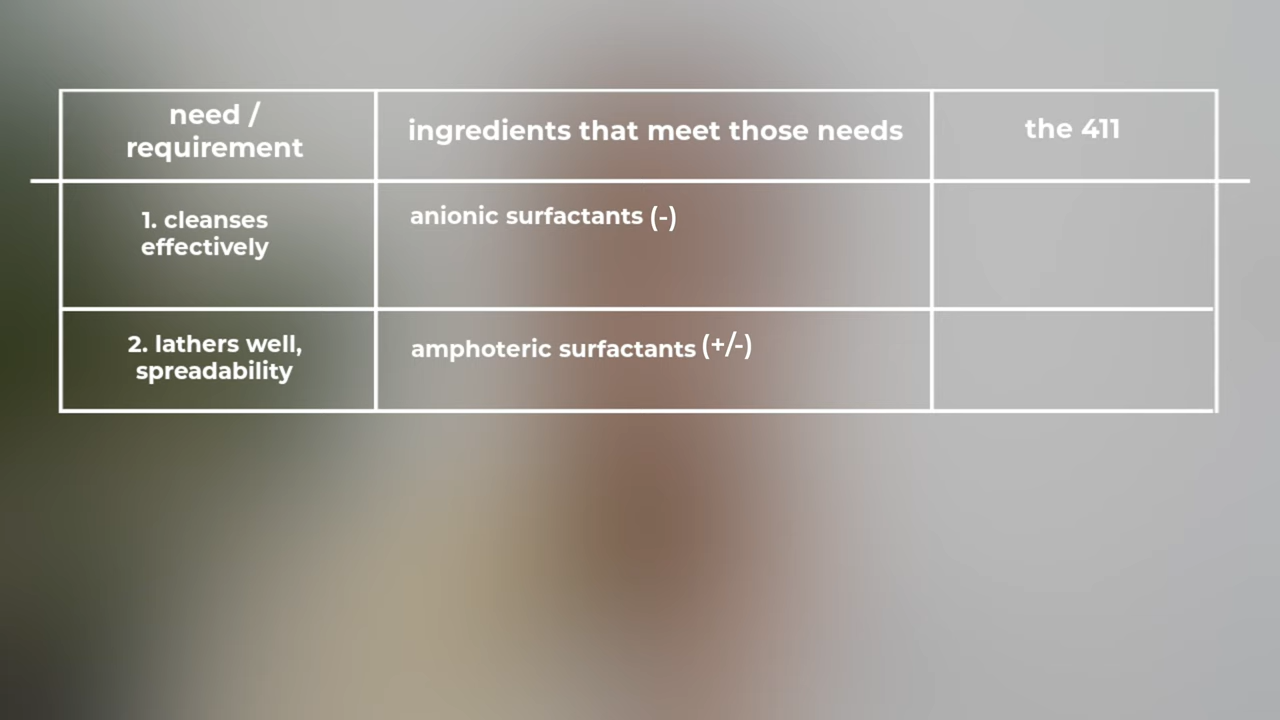 need /
requirement
ingredients that meet those needs
the 411
1. cleanses
effectively
anionic surfactants (-)
2. lathers well,
spreadability
amphoteric surfactants (+/-)